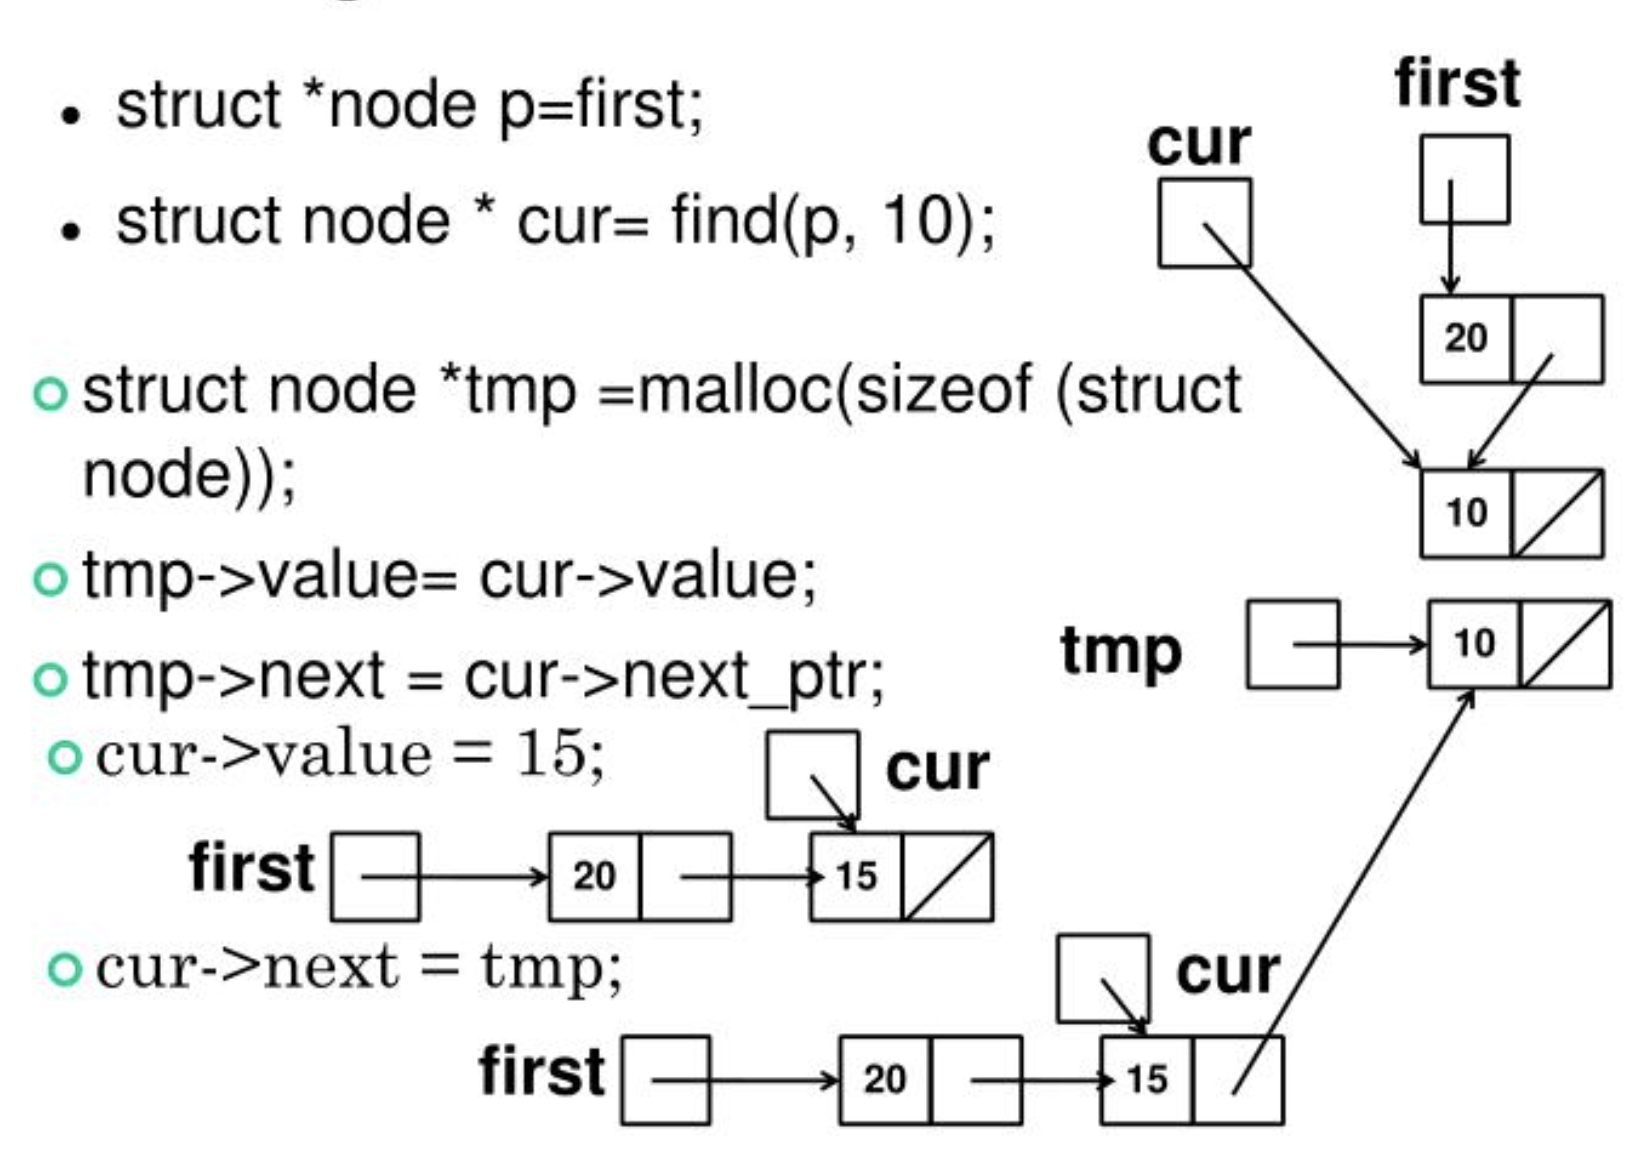 struct *node p=first;
struct node * cur= find(p, 10);
struct node *tmp =malloc(sizeof (struct
node));
tmp->value= cur->value;
tmp->next = cur->next_ptr;
cur->value = 15;
cur->next = tmp;
first
cur
20
10
tmp
10
cur
first
20
15
cur
first
20
15